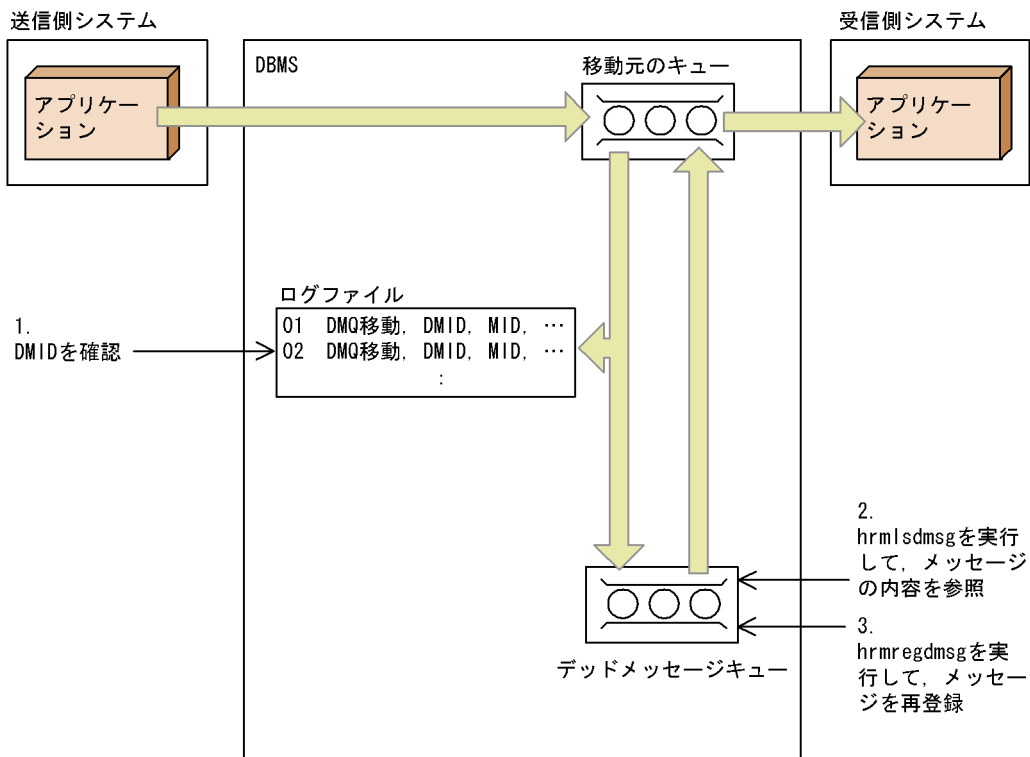 送信側システム
受信側システム
DBMS
移動元のキュー
アプリケー
ション
アプリケー
ション
ログファイル
01 DMQ移動, DMID, MID, …
02 DMQ移動, DMID, MID, …
:
1.
DMIDを確認
2.
hrmlsdmsgを実行
して，メッセージ
の内容を参照
3.
hrmregdmsgを実
行して，メッセー
ジを再登録
デッドメッセージキュー